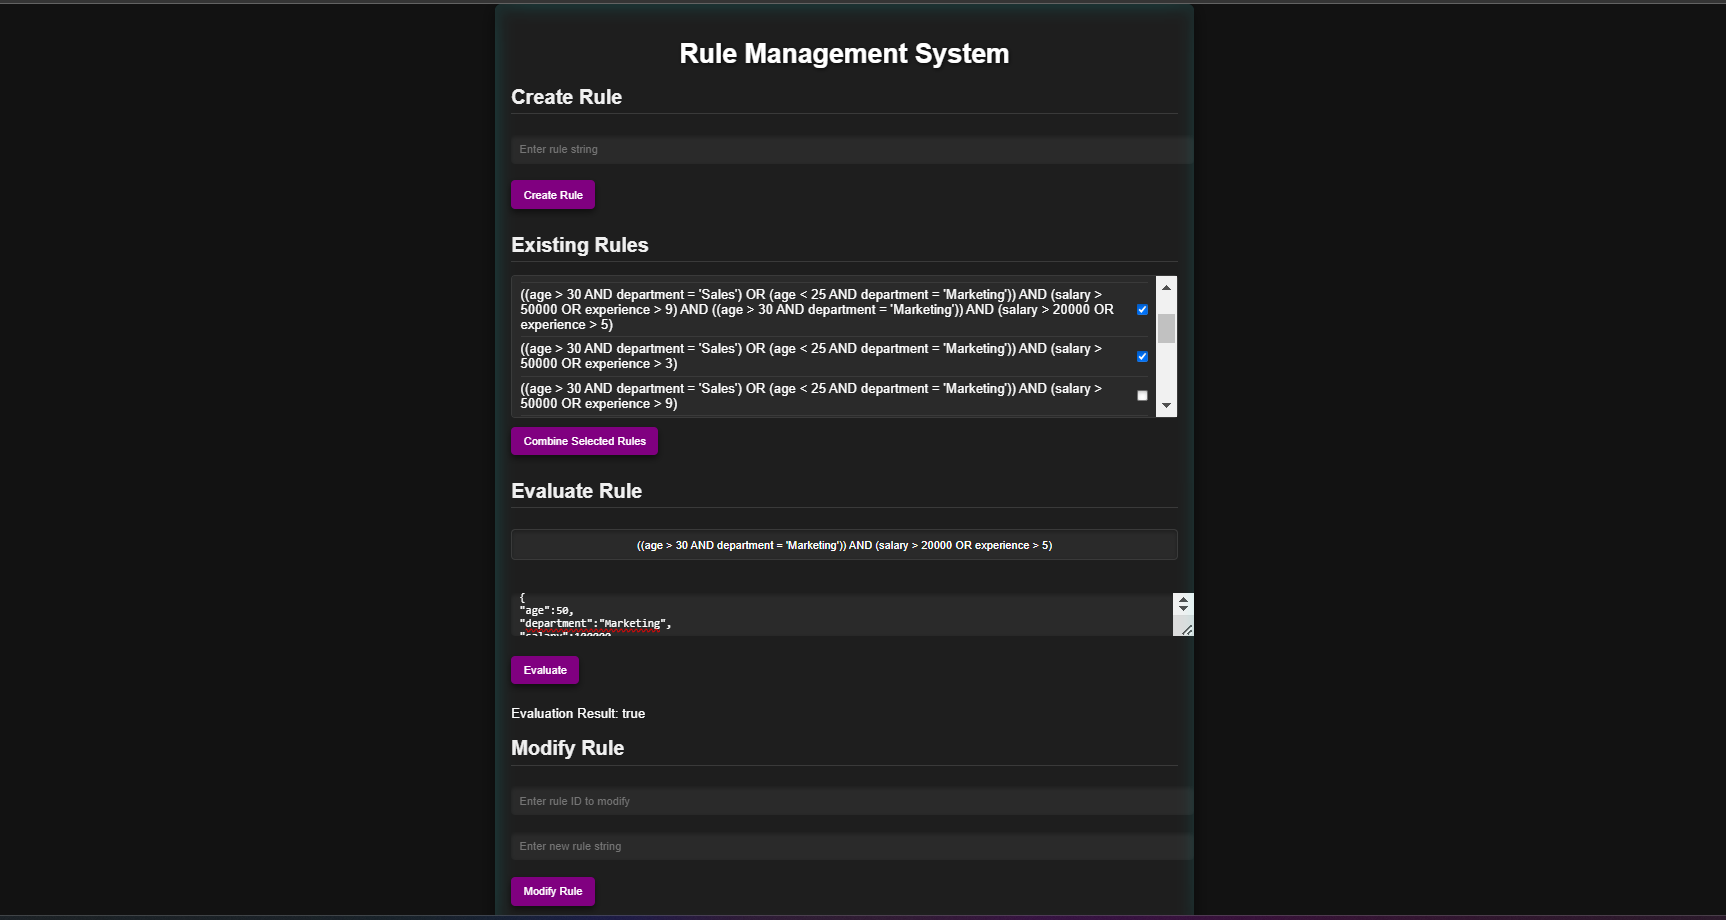 Rule Management System
Create Rule
Enter rule string
Create Rule
Existing Rules
((age > 30 AND department = 'Sales') OR (age < 25 AND department = 'Marketing')) AND (salary >
50000 OR experience > 9) AND ((age > 30 AND department = 'Marketing')) AND (salary > 20000 OR
experience > 5)
((age > 30 AND department = 'Sales') OR (age < 25 AND department = 'Marketing')) AND (salary >
50000 OR experience > 3)
((age > 30 AND department = 'Sales') OR (age < 25 AND department = 'Marketing')) AND (salary >
50000 OR experience > 9)
Combine Selected Rules
Evaluate Rule
((age > 30 AND department = 'Marketing')) AND (salary > 20000 OR experience > 5)
{
"age":50,
"department":"Marketing",
"salary":100000
Evaluate
Evaluation Result: true
Modify Rule
Enter rule ID to modify
Enter new rule string
Modify Rule